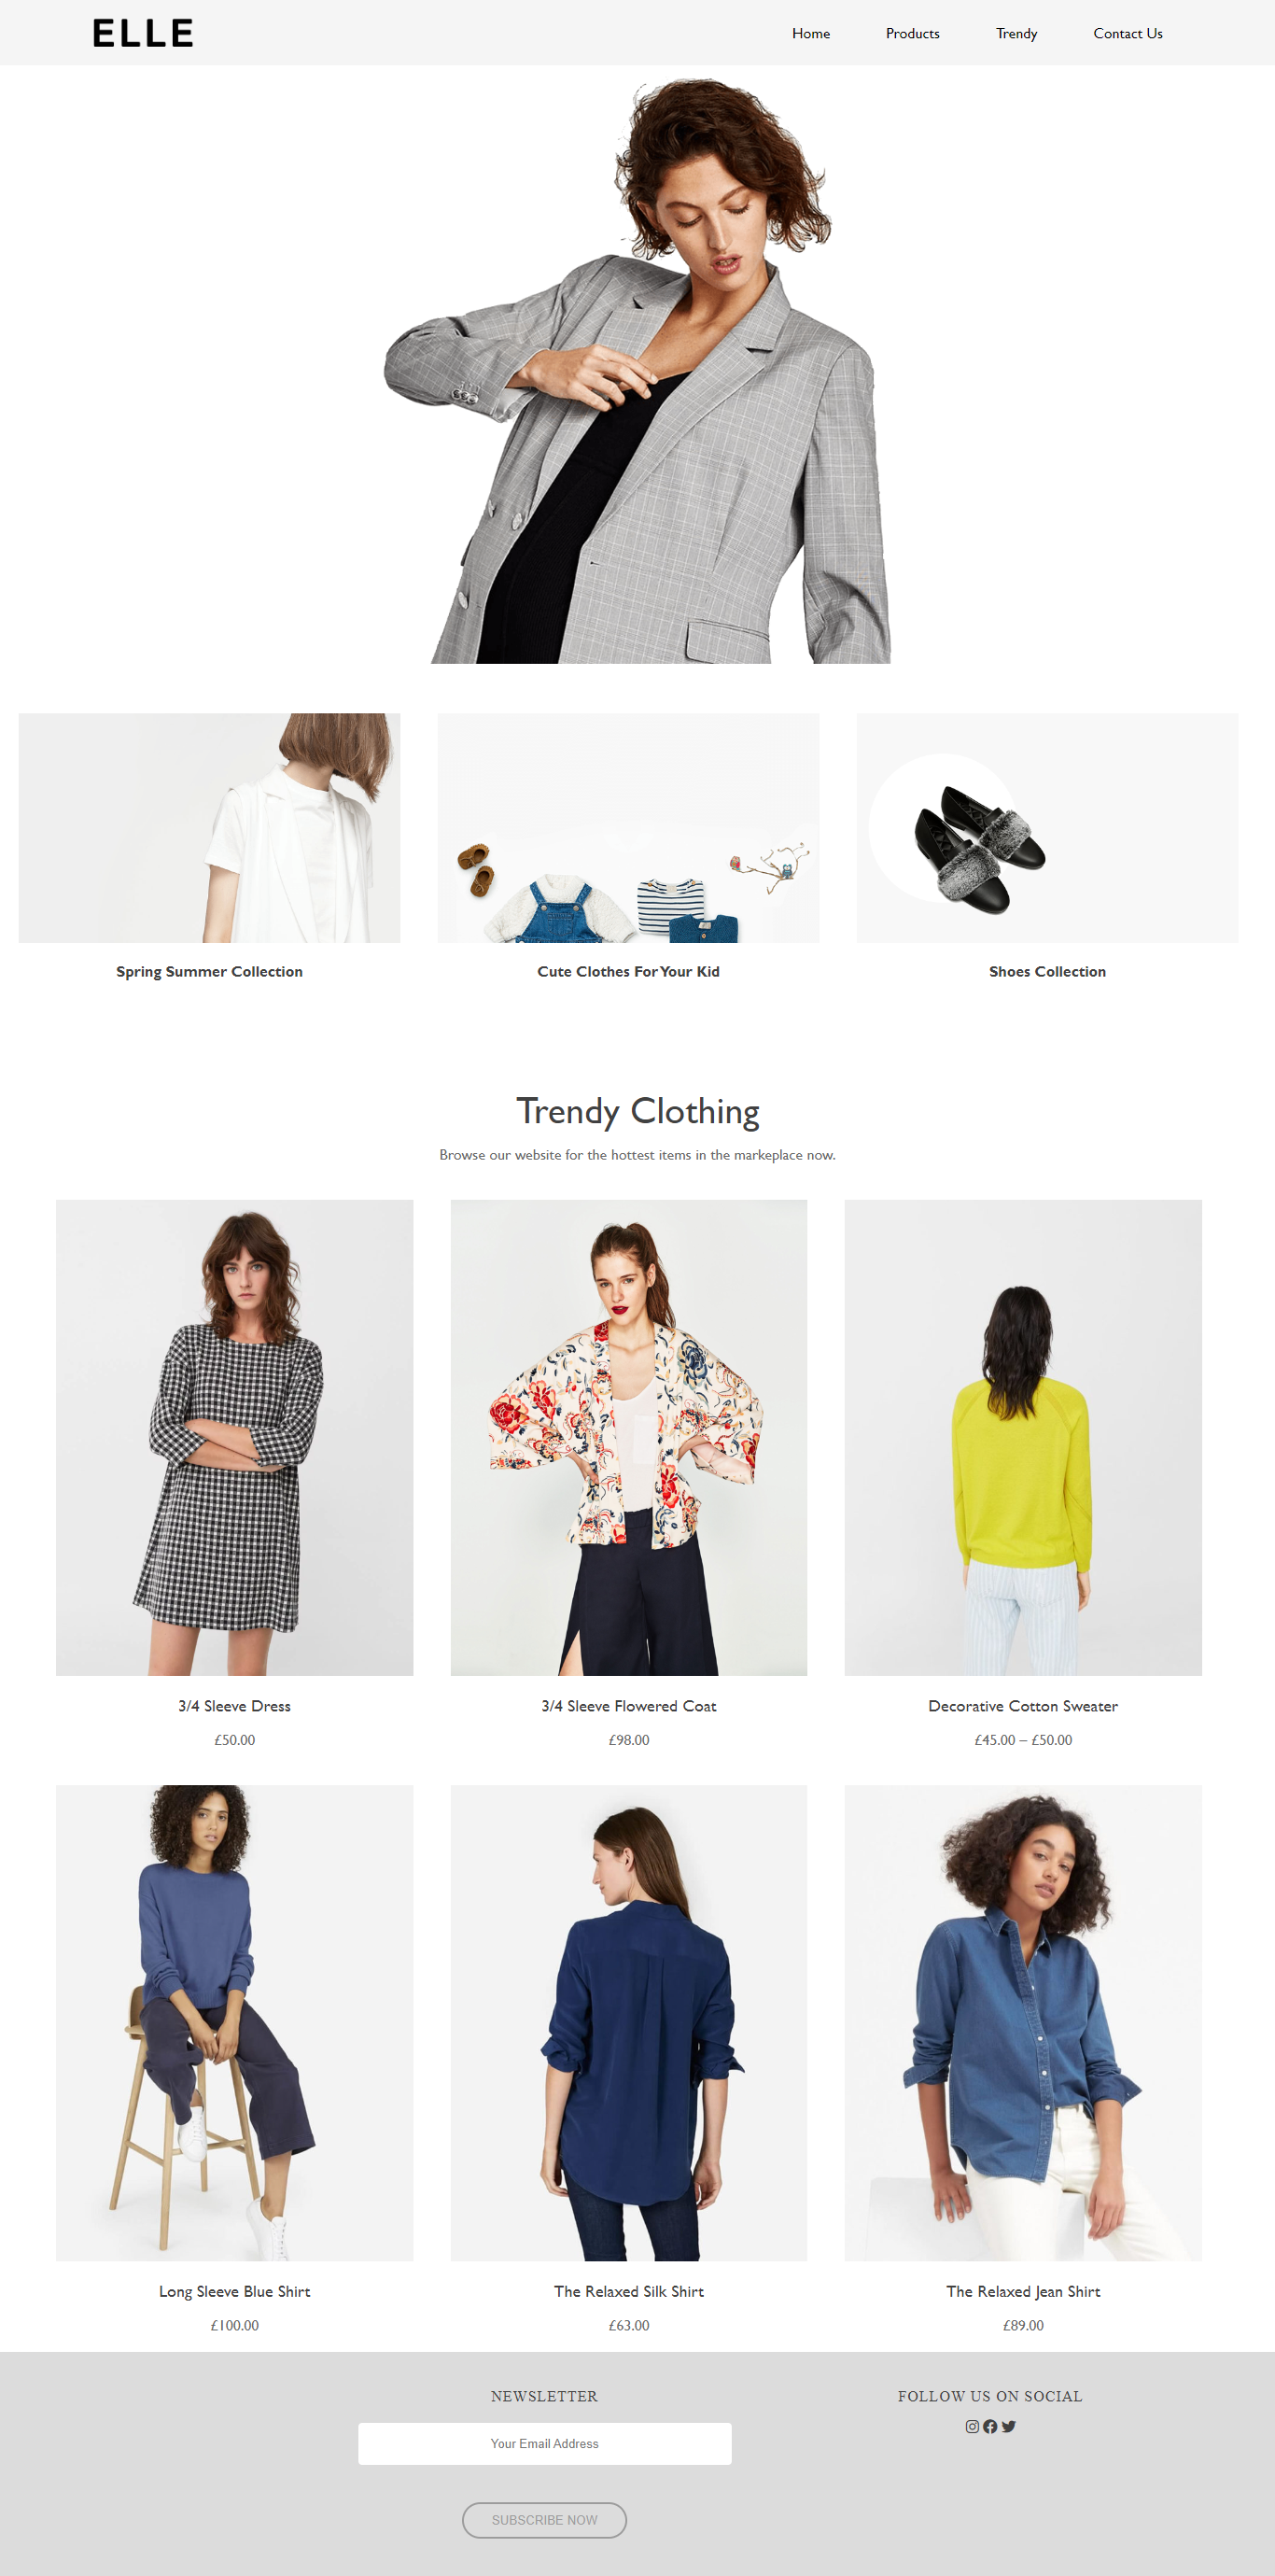 ELLE
Home Products Trendy Contact Us
Spring Summer Collection
Cute Clothes For Your Kid
Shoes Collection
Trendy Clothing
Browse our website for the hottest items in the markeplace now.
3/4 Sleeve Dress
£50.00
3/4 Sleeve Flowered Coat
£98.00
Decorative Cotton Sweater
£45.00 – £50.00
Long Sleeve Blue Shirt
£100.00
The Relaxed Silk Shirt
£63.00
The Relaxed Jean Shirt
£89.00
NEWSLETTER
Your Email Address
SUBSCRIBE NOW
FOLLOW US ON SOCIAL